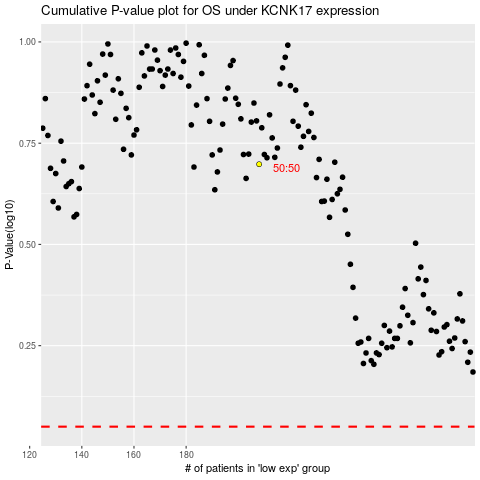 Cumulative P-value plot for OS under KCNK17 expression
P-Value(log10)
1.00
0.75
0.50
0.25
50:50
120 140 160 180
# of patients in 'low exp' group